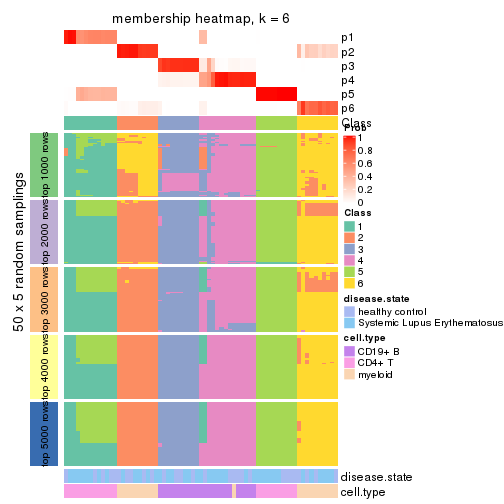 membership heatmap, k = 6
p1
p2
p3
p4
p5
p6
Class
Prob
1
0.8
0.6
0.4
0.2
0
Class
1
2
3
4
5
6
disease.state
healthy control
Systemic Lupus Erythematosus
cell.type
CD19+ B
CD4+ T
myeloid
50 x 5 random samplings
top 1000 rows
top 2000 rows
top 3000 rows
top 4000 rows
top 5000 rows
disease.state
cell.type